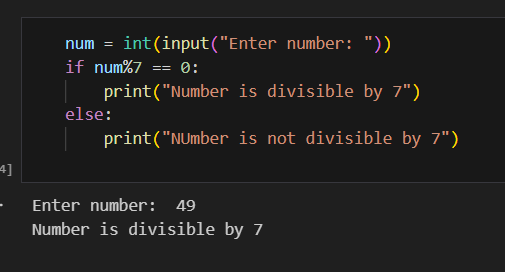 num = int(input("Enter number: "))
if num%7 == 0:
print("Number is divisible by 7")
else:
print("NUmber is not divisible by 7")
4]
Enter number:  49
Number is divisible by 7